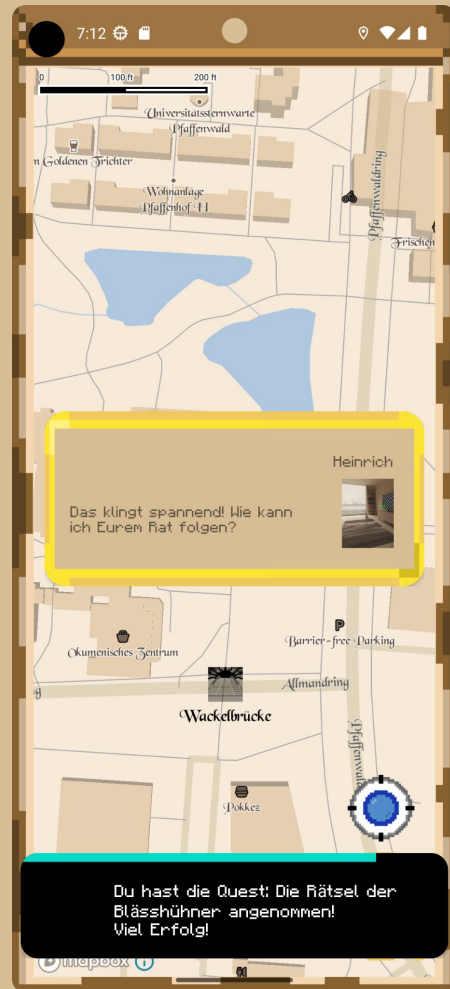 7:12
0 100 ft 200 ft
Universitätssternwarte
Pfaffenwald
n Goldenen Trichter
Wohnanlage
Pfaffenhof H
Pfaffenwaldring
Frischen
Heinrich
Das klingt spannend! Wie kann
ich Eurem Rat folgen?
P
Barrier-free Parking
Ökumenisches Zentrum
Allmandring
g
Wackelbrücke
Pfaffenwald
Pokkez
Du hast die Quest: Die Rätsel der
Blässhühner angenommen!
Viel Erfolg!
mapbox